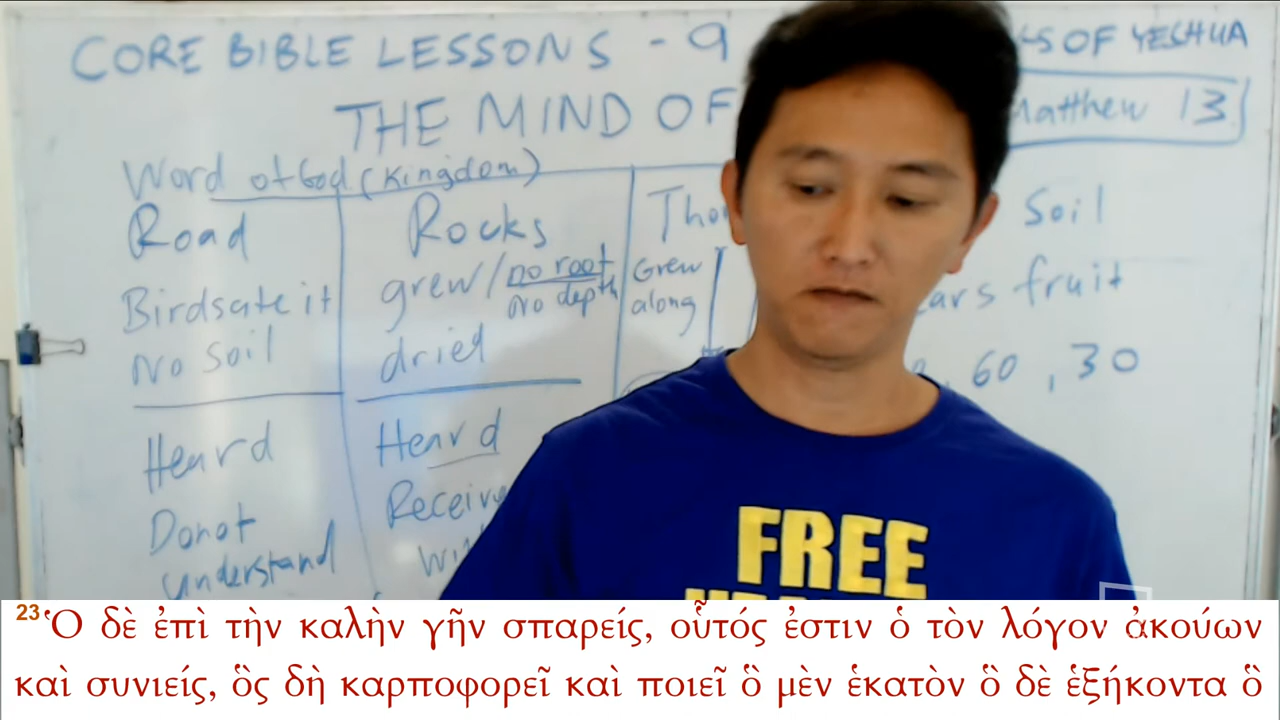 CORE BIBLE LESSONS - 9
OF YESHUA
THE MIND OF
Matthew 13
Word of God (Kingdom)
Road
Birds ate it
no soil
Heard
Do not
understand
Rocks
grew / no root
no depth
dried
Heard
Receive
Grew
along
Soil
fruit
, 60 , 30
FREE
23 Ὁ δὲ ἐπὶ τὴν καλὴν γῆν σπαρείς, οὗτός ἐστιν ὁ τὸν λόγον ἀκούων
καὶ συνιείς, ὃς δὴ καρποφορεῖ καὶ ποιεῖ ὃ μὲν ἑκατὸν ὃ δὲ ἑξήκοντα ὃ